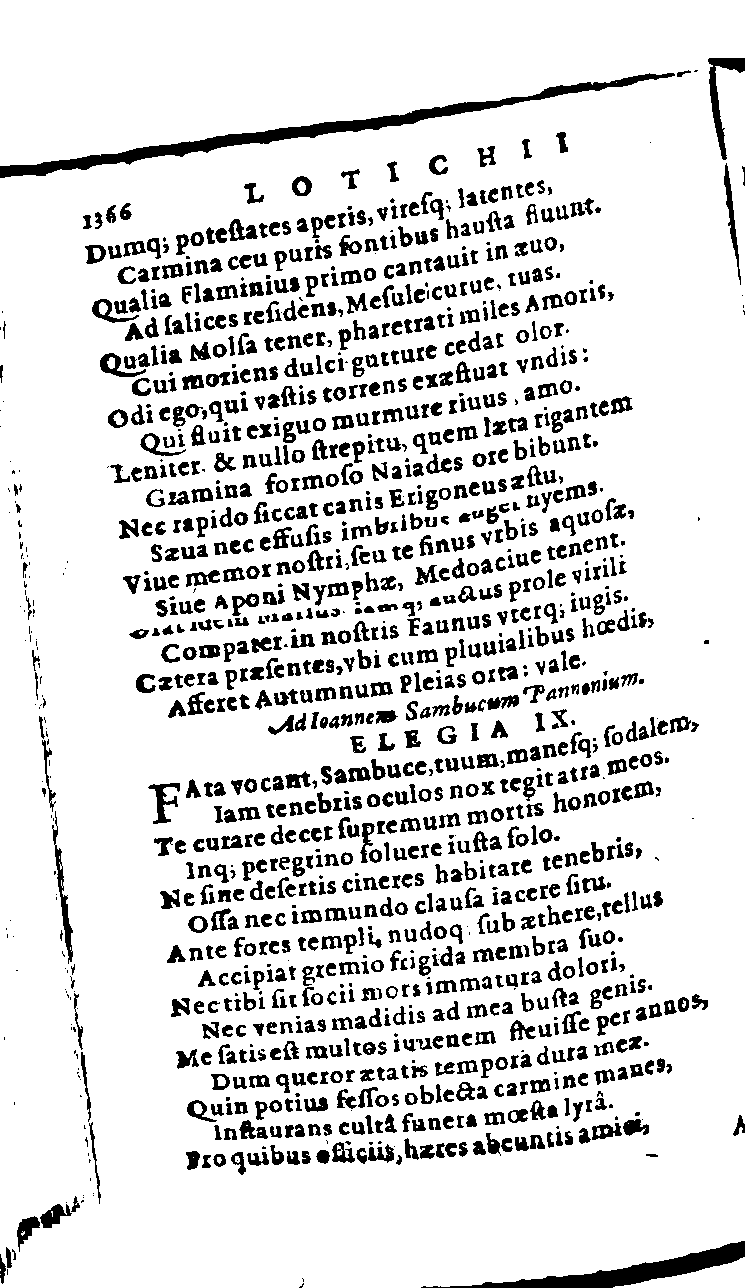 1366 LOTICHII
Dumq; poteſtates aperis, vireſq; latentes,
Carmina ceu puris fontibus hauſta fluunt.
Qualia Flaminius primo cantauit in æuo,
Ad ſalices reſidens, Meſule curue, tuas.
Qualia Molſa tener, pharetrati miles Amoris,
Cui moriens dulci gutture cedat olor.
Odi ego, qui vaſtis torrens exæſtuat vndis:
Qui fluit exiguo murmure riuus, amo.
Leniter. & nullo ſtrepitu, quem læta rigantem
Gramina formoſo Naiades ore bibunt.
Nec rapido ſiccat canis Erigoneus æſtu,
Sæua nec effuſis imbribus auget hyems.
Viue memor noſtri, ſeu te finus vrbis aquoſæ,
Siue Aponi Nymphæ, Medoaciue tenent.
auctus prole virili
Compater. in noſtris Faunus vterq; iugis.
Cætera præſentes, vbi cum pluuialibus hœdis,
Afferet Autumnum Pleias orta: vale.
Ad Ioannem Sambucum Pannonium.
ELEGIA IX.
FAta vocant, Sambuce, tuum, maneſq; ſodalem,
Iam tenebris oculos nox tegit atra meos.
Te curare decet ſupremum mortis honorem,
Inq; peregrino ſoluere iuſta ſolo.
Ne ſine deſertis cineres habitare tenebris,
Oſſa nec immundo clauſa iacere ſitu.
Ante fores templi, nudoq ſub æthere, tellus
Accipiat gremio frigida membra ſuo.
Nec tibi ſit ſocii mors immatura dolori,
Nec venias madidis ad mea buſta genis.
Me ſatis eſt multos iuuenem fleuiſſe per annos,
Dum queror ætatis tempora dura meæ.
Quin potius feſſos oblecta carmine manes,
Inſtaurans cultâ funera mœſta lyrâ.
Pro quibus officiis, hæres abeuntis amici,